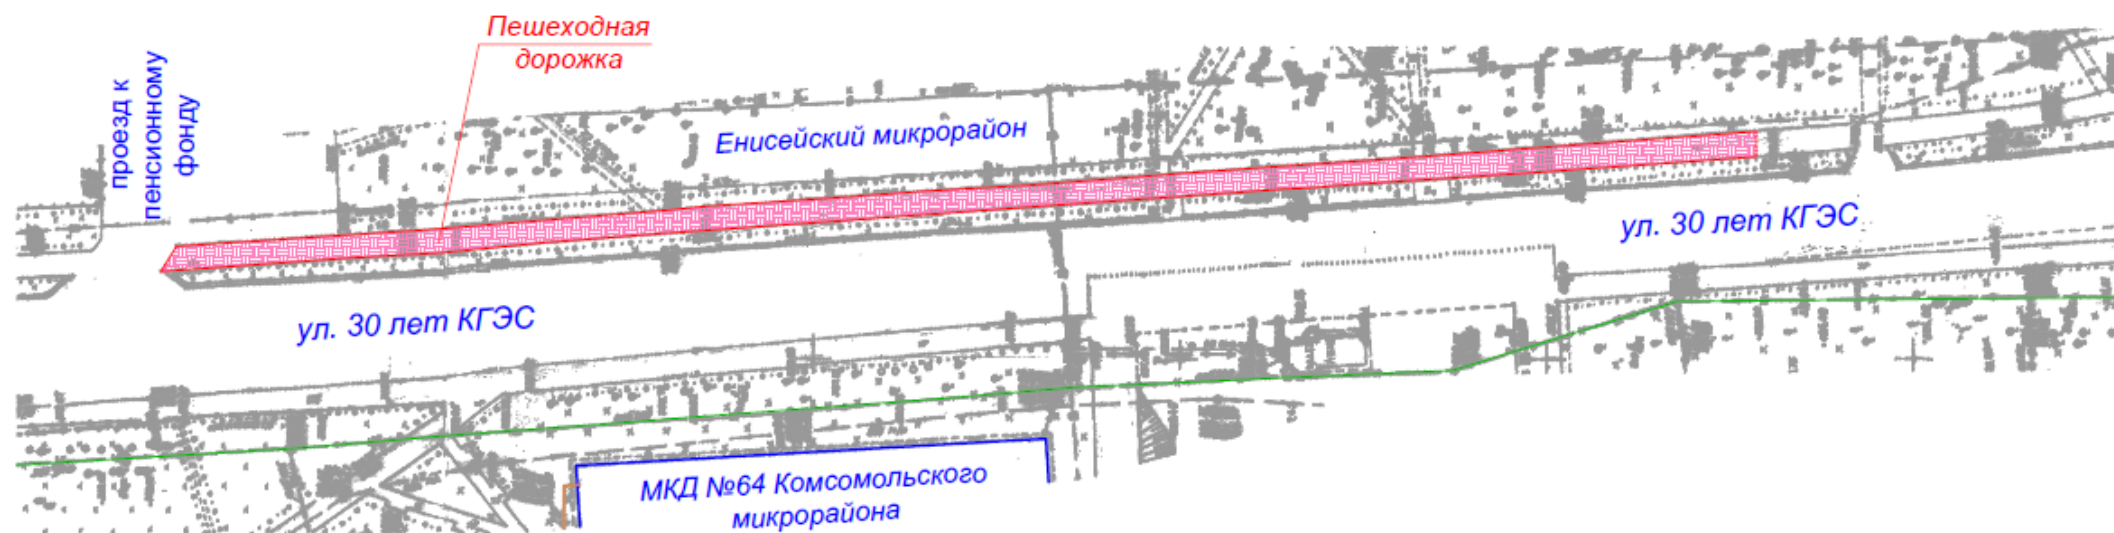 Пешеходная
дорожка
проезд к
пенсионному
фонду
Енисейский микрорайон
ул. 30 лет КГЭС
ул. 30 лет КГЭС
МКД №64 Комсомольского
микрорайона